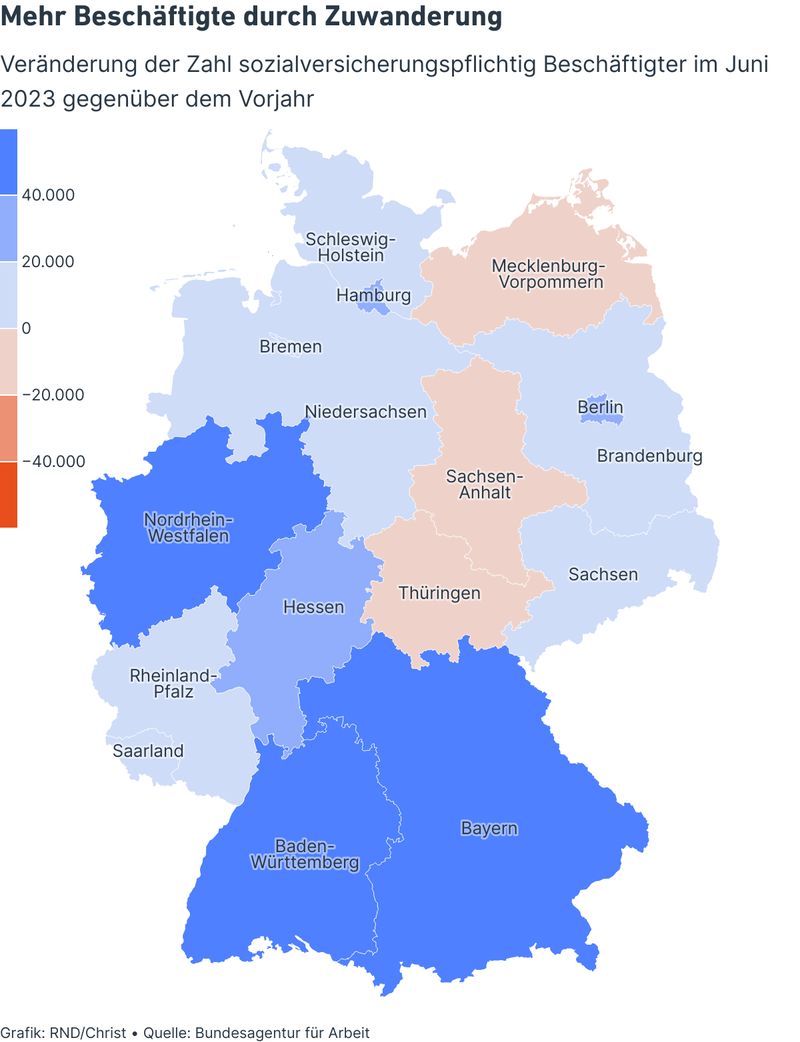 Mehr Beschäftigte durch Zuwanderung
Veränderung der Zahl sozialversicherungspflichtig Beschäftigter im Juni
2023 gegenüber dem Vorjahr
40.000
20.000
0
−20.000
−40.000
Schleswig-
Holstein
Mecklenburg-
Vorpommern
Hamburg
Bremen
Niedersachsen
Berlin
Brandenburg
Sachsen-
Anhalt
Nordrhein-
Westfalen
Sachsen
Thüringen
Hessen
Rheinland-
Pfalz
Saarland
Bayern
Baden-
Württemberg
Grafik: RND/Christ • Quelle: Bundesagentur für Arbeit